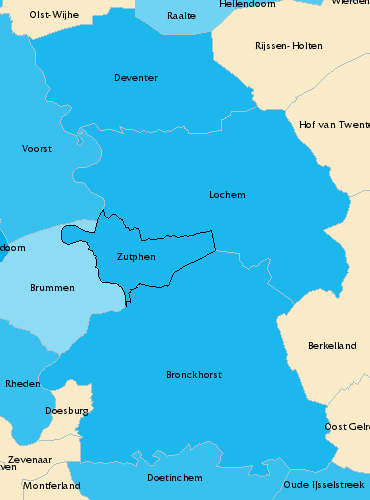 Hellendoorn
Wierden
Olst-Wijhe
Raalte
Rijssen-Holten
Deventer
Hof van Twente
Voorst
Lochem
doorn
Zutphen
Brummen
Berkelland
Bronckhorst
Rheden
Doesburg
Oost Gelre
Zevenaar
ven
Doetinchem
Montferland
Oude IJsselstreek